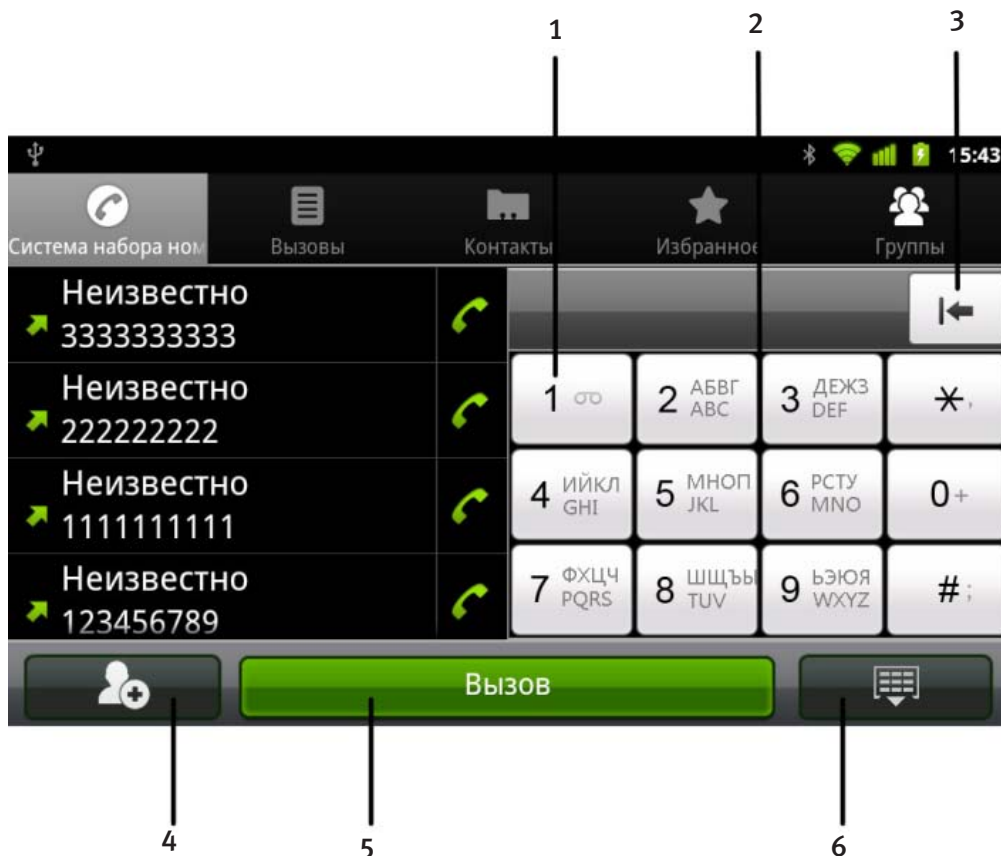 1 2 3
15:43
Система набора ном Вызовы Контакты Избранное Группы
Неизвестно
3333333333
Неизвестно
222222222
Неизвестно
1111111111
Неизвестно
123456789
1 2 АБВГ ABC 3 ДЕЖЗ DEF *,
4 ИЙКЛ GHI 5 МНОП JKL 6 РСТУ MNO 0+
7 ФХЦЧ PQRS 8 ШЩЪЫ TUV 9 ЬЭЮЯ WXYZ #;
Вызов
4 5 6